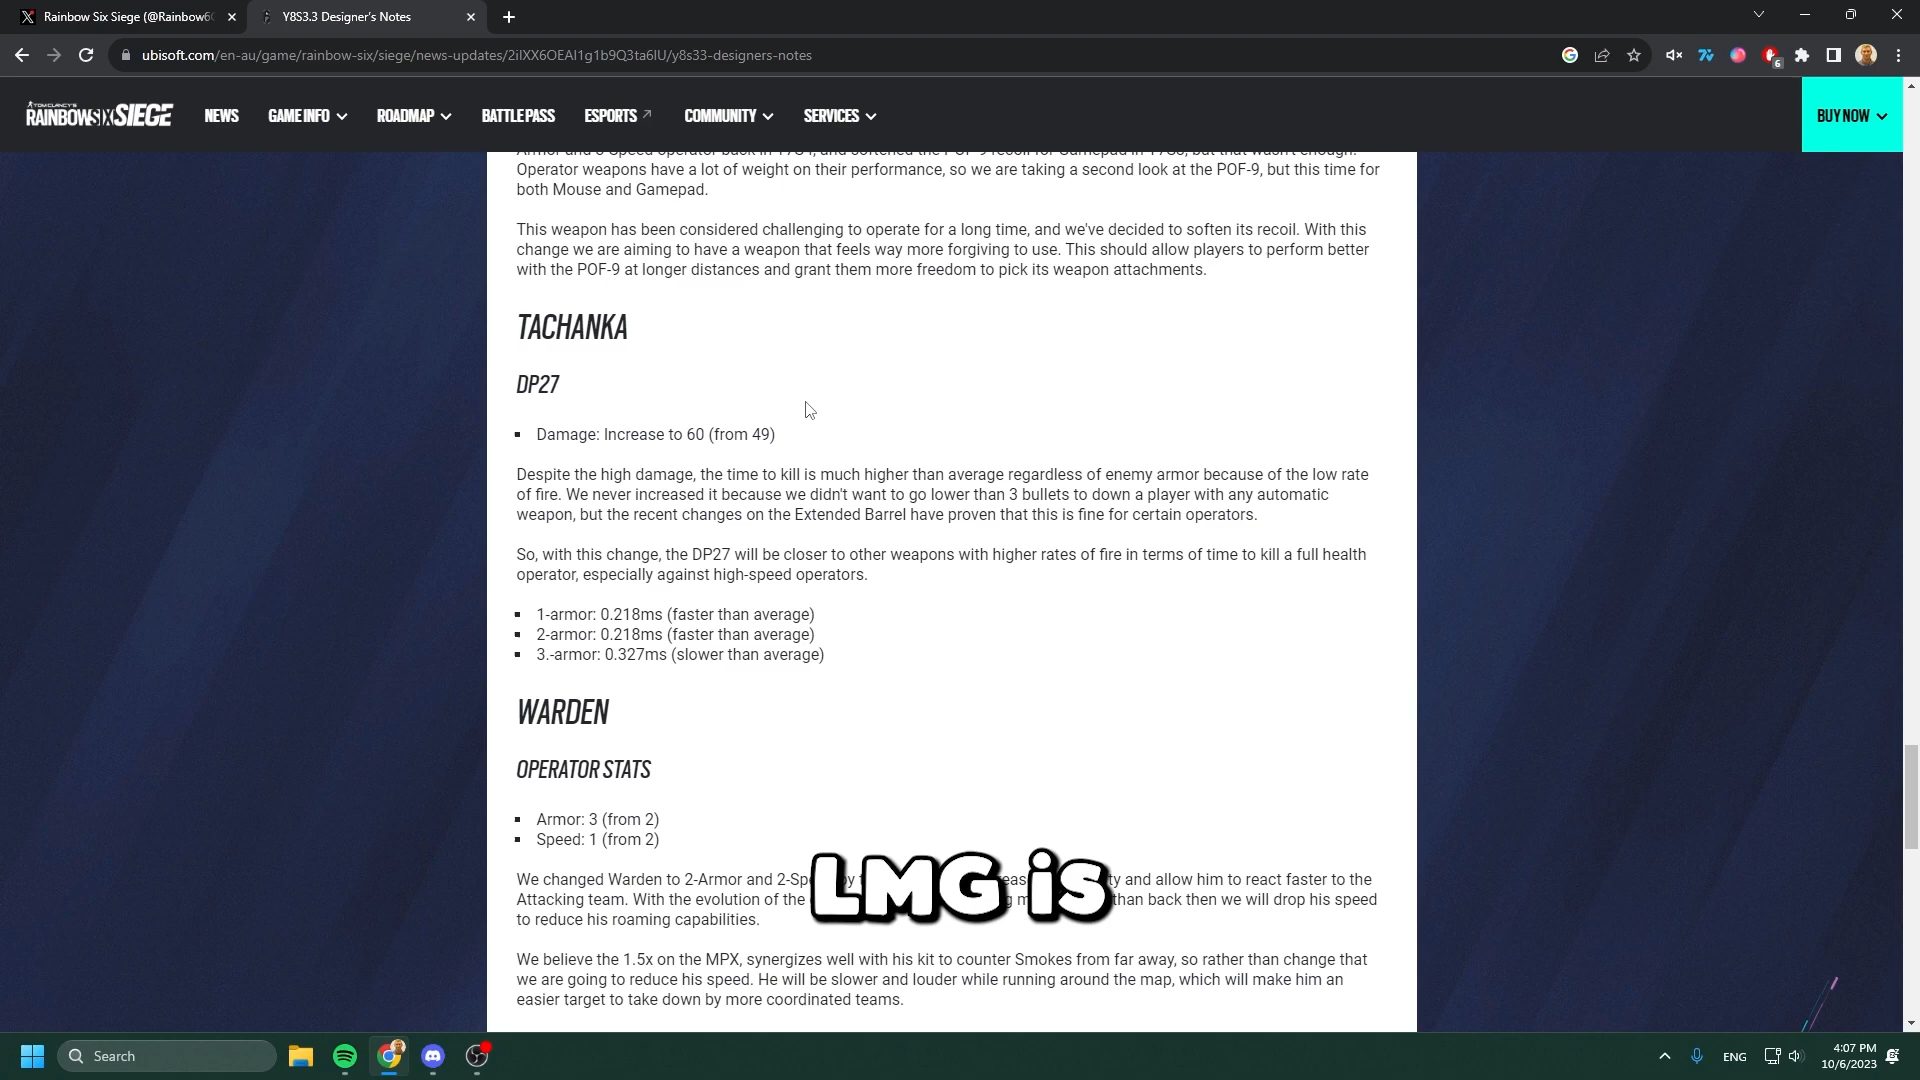 Rainbow Six Siege (@Rainbow6
Y8S3.3 Designer's Notes
ubisoft.com/en-au/game/rainbow-six/siege/news-updates/2iIXX6OEAI1g1b9Q3ta6IU/y8s33-designers-notes
6
TOM CLANCY'S
RAINBOWSIX SIEGE
NEWS
GAME INFO
ROADMAP
BATTLE PASS
ESPORTS
COMMUNITY
SERVICES
BUY NOW
Operator weapons have a lot of weight on their performance, so we are taking a second look at the POF-9, but this time for
both Mouse and Gamepad.
This weapon has been considered challenging to operate for a long time, and we've decided to soften its recoil. With this
change we are aiming to have a weapon that feels way more forgiving to use. This should allow players to perform better
with the POF-9 at longer distances and grant them more freedom to pick its weapon attachments.
TACHANKA
DP27
Damage: Increase to 60 (from 49)
Despite the high damage, the time to kill is much higher than average regardless of enemy armor because of the low rate
of fire. We never increased it because we didn't want to go lower than 3 bullets to down a player with any automatic
weapon, but the recent changes on the Extended Barrel have proven that this is fine for certain operators.
So, with this change, the DP27 will be closer to other weapons with higher rates of fire in terms of time to kill a full health
operator, especially against high-speed operators.
1-armor: 0.218ms (faster than average)
2-armor: 0.218ms (faster than average)
3.-armor: 0.327ms (slower than average)
WARDEN
OPERATOR STATS
Armor: 3 (from 2)
Speed: 1 (from 2)
We changed Warden to 2-Armor and and allow him to react faster to the
Attacking team. With the evolution of the than back then we will drop his speed
to reduce his roaming capabilities.
LMG iS
We believe the 1.5x on the MPX, synergizes well with his kit to counter Smokes from far away, so rather than change that
we are going to reduce his speed. He will be slower and louder while running around the map, which will make him an
easier target to take down by more coordinated teams.
Search
ENG
4:07 PM
10/6/2023